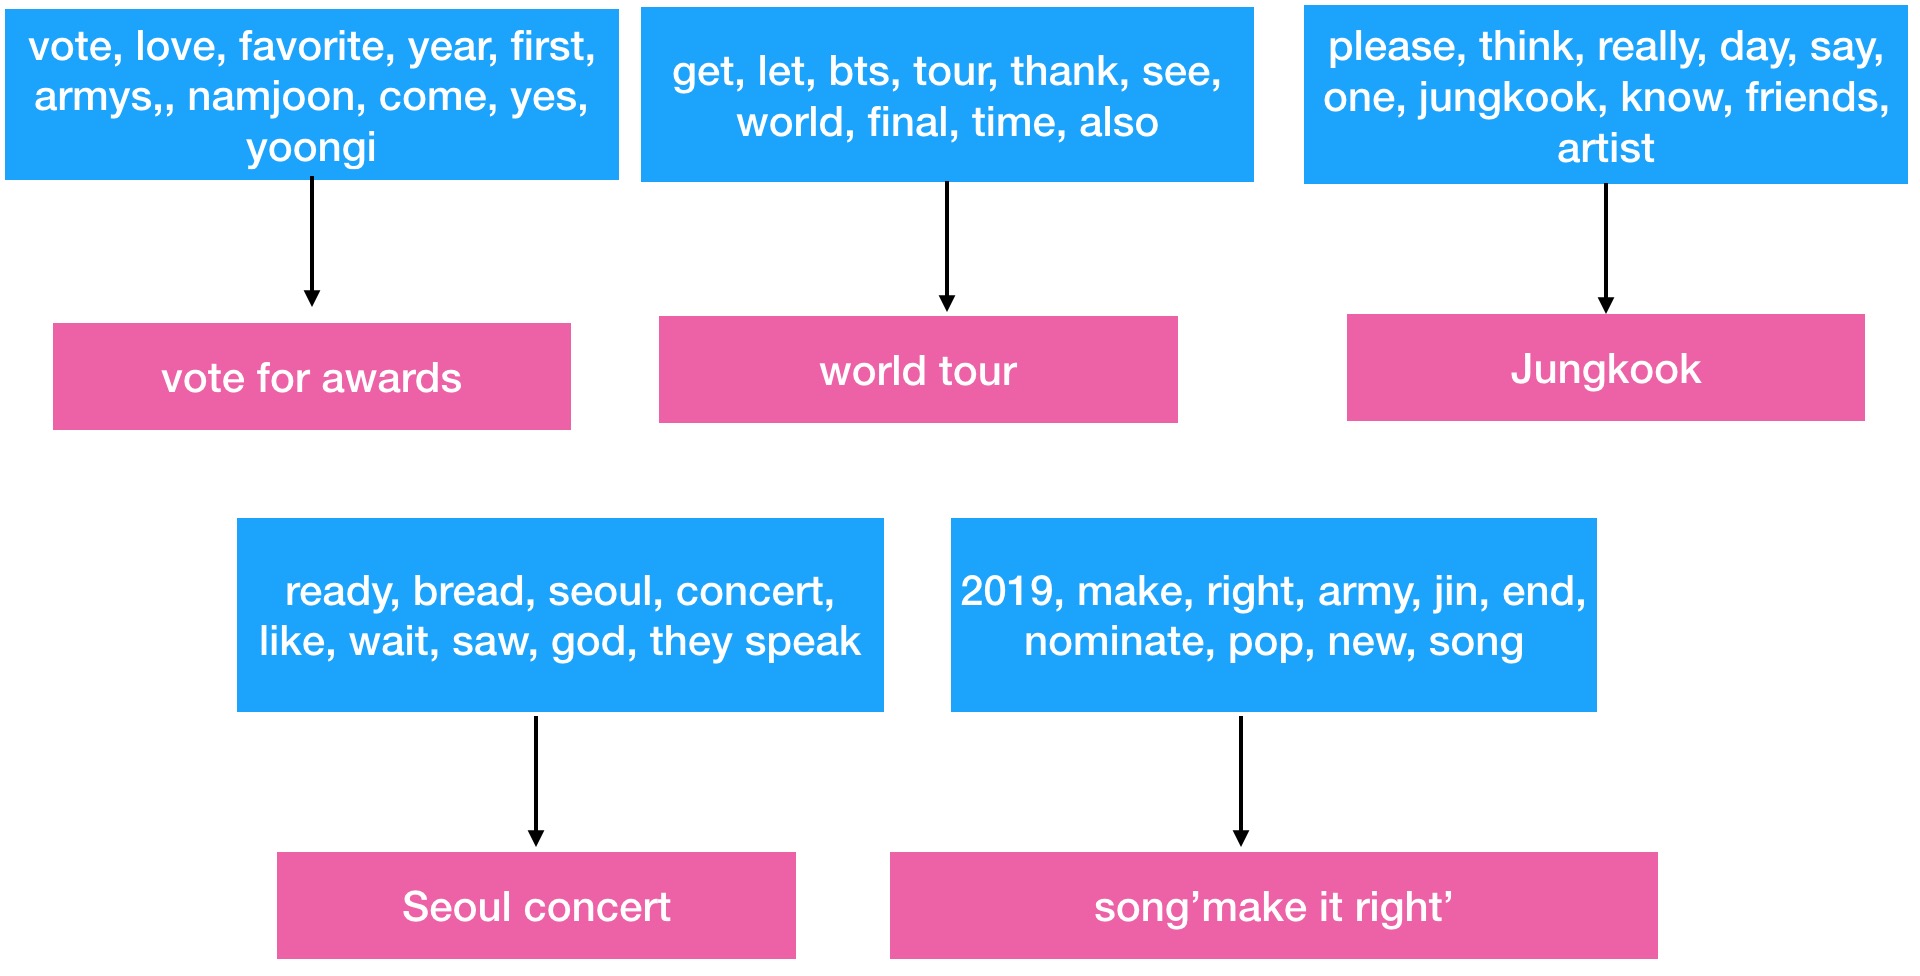 vote, love, favorite, year, first,
armys,, namjoon, come, yes,
yoongi
get, let, bts, tour, thank, see,
world, final, time, also
please, think, really, day, say,
one, jungkook, know, friends,
artist
vote for awards
world tour
Jungkook
ready, bread, seoul, concert,
like, wait, saw, god, they speak
2019, make, right, army, jin, end,
nominate, pop, new, song
Seoul concert
song’make it right’